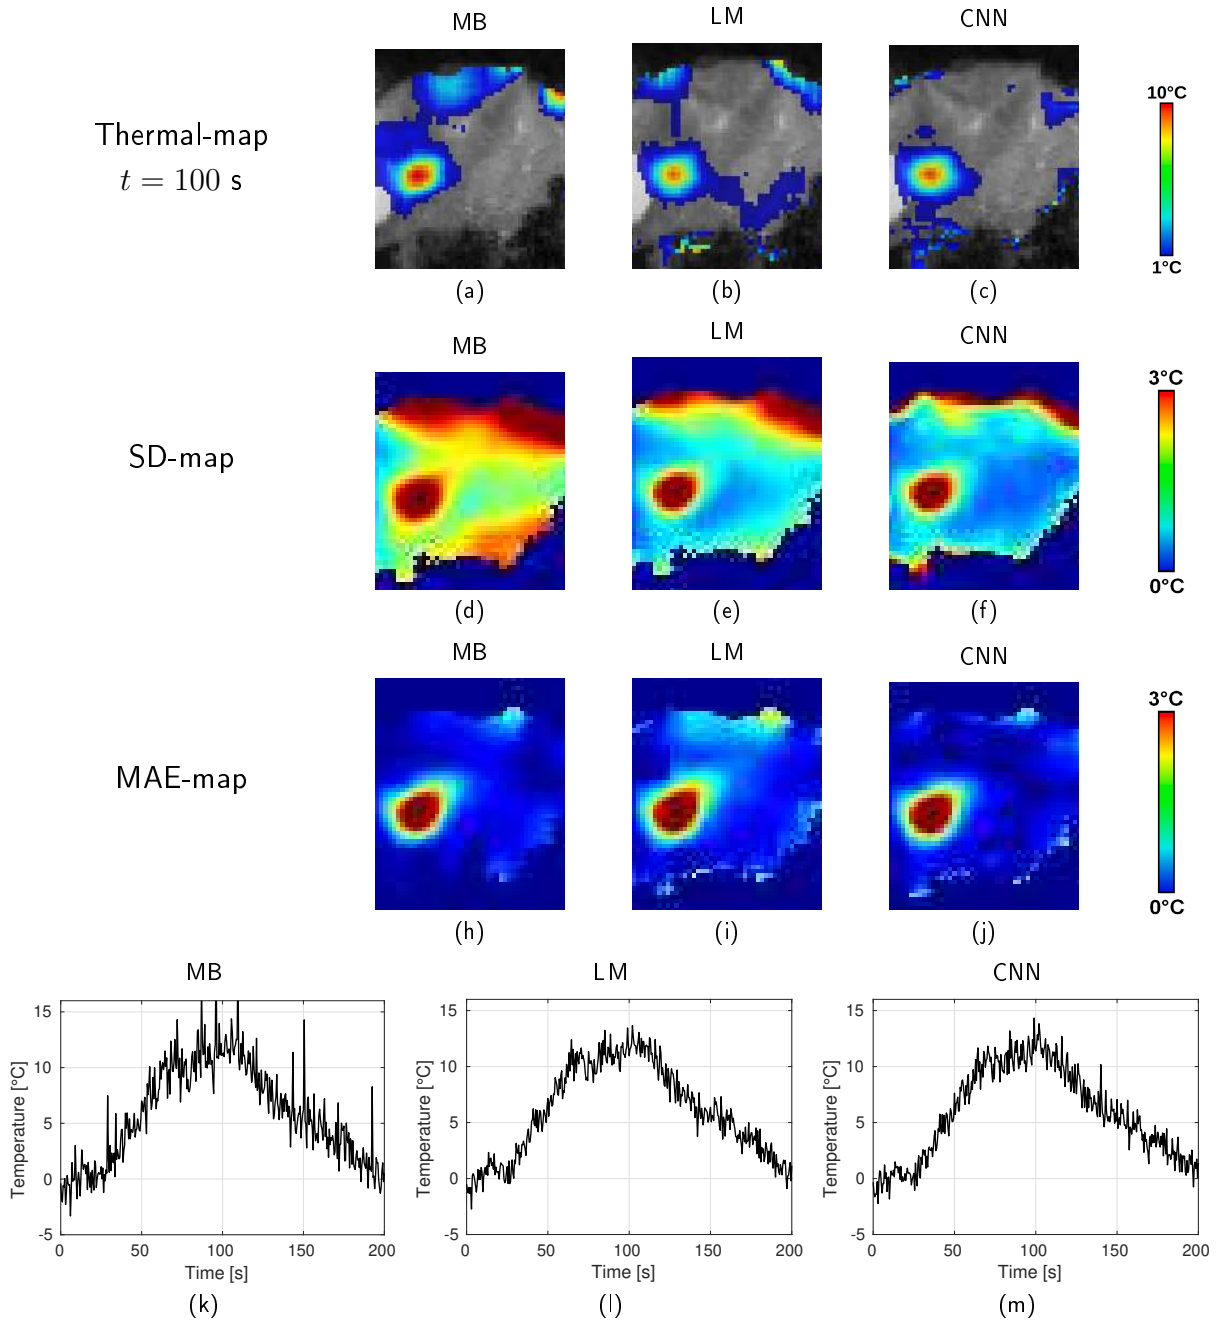 MB LM CNN
Thermal-map
t = 100 s
10°C
1°C
(a) (b) (c)
MB LM CNN
SD-map
3°C
0°C
(d) (e) (f)
MB LM CNN
MAE-map
3°C
0°C
(h) (i) (j)
MB LM CNN
Temperature [°C]
15
10
5
0
-5
0 50 100 150 200
Time [s]
(k)
Temperature [°C]
15
10
5
0
-5
0 50 100 150 200
Time [s]
(l)
Temperature [°C]
15
10
5
0
-5
0 50 100 150 200
Time [s]
(m)